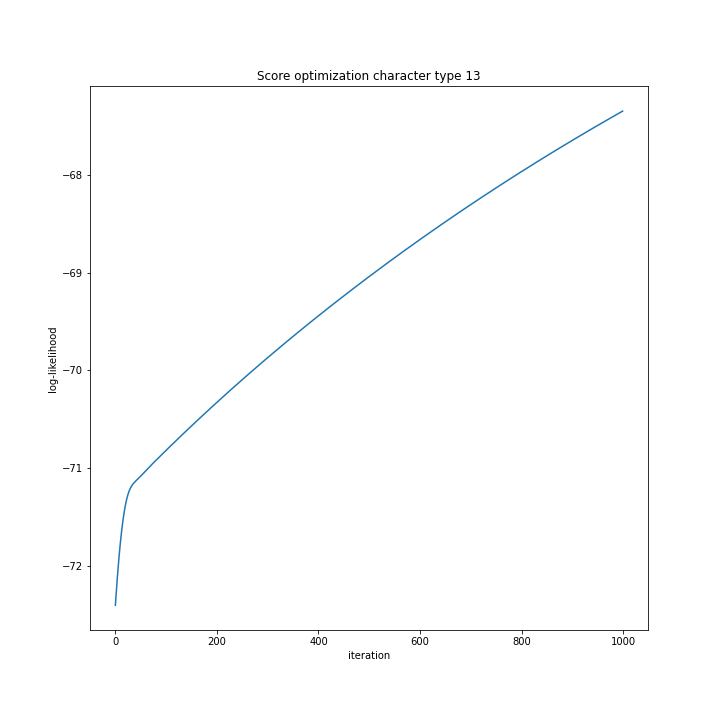 Score optimization character type 13
−68
−69
−70
−71
−72
log-likelihood
0 200 400 600 800 1000
iteration